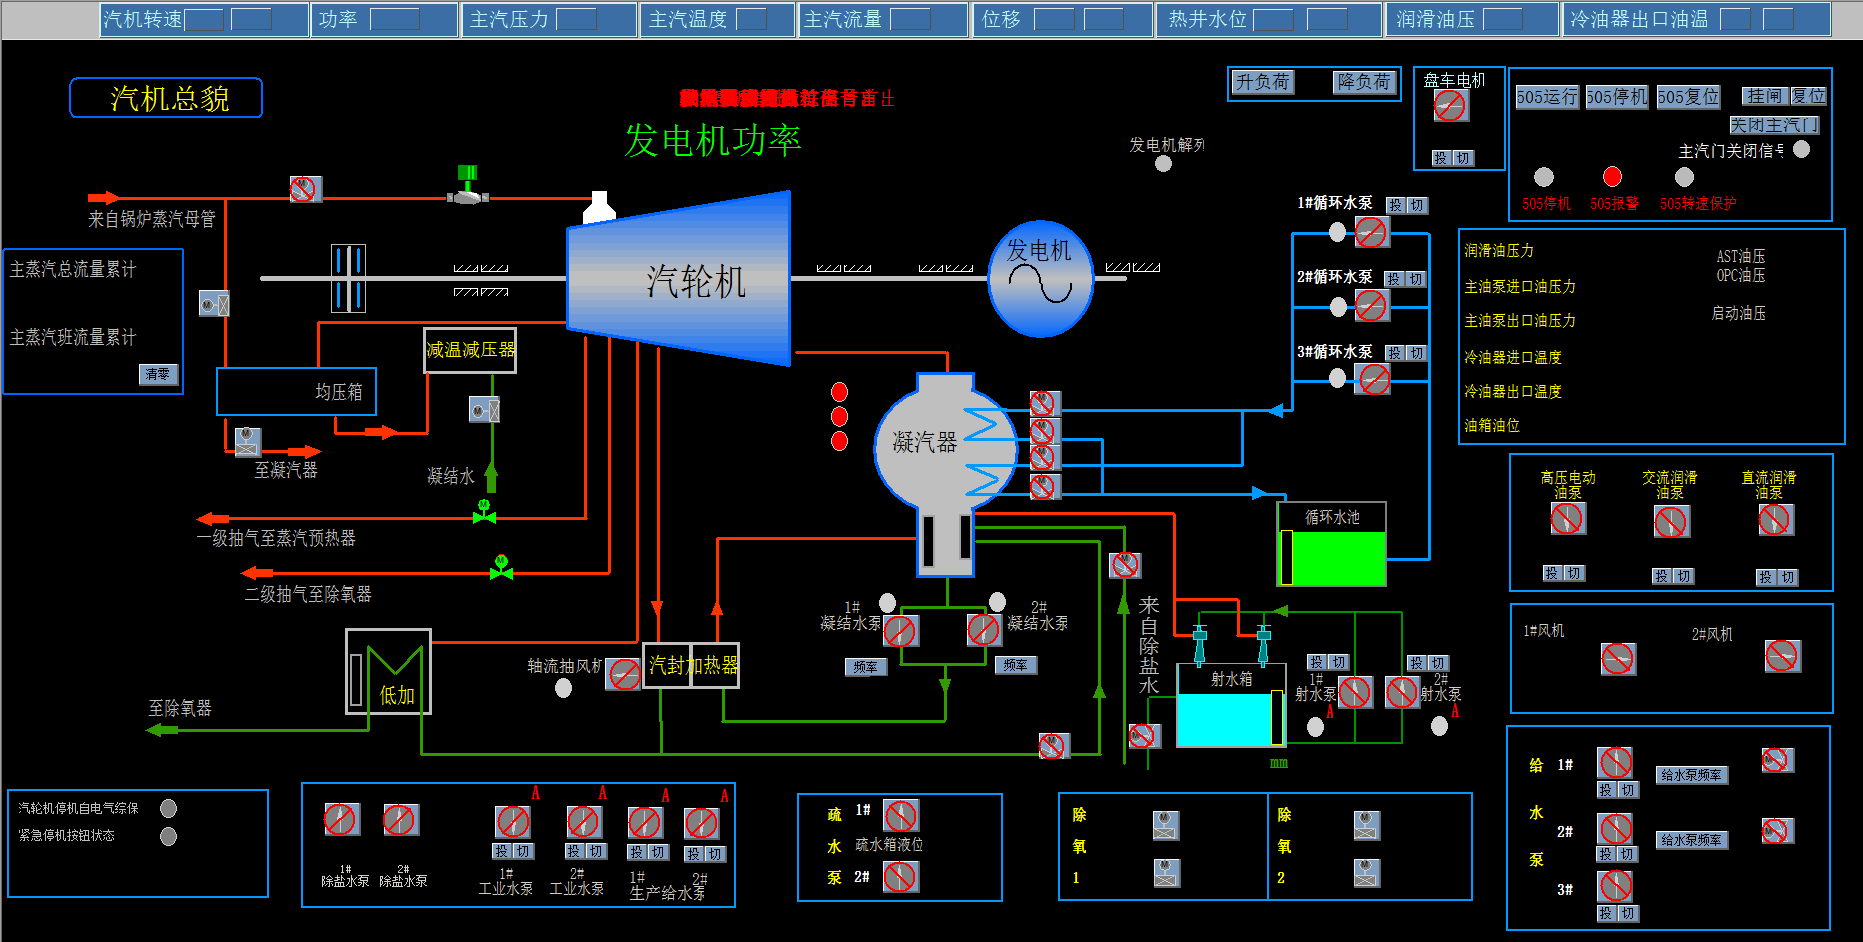 汽机转速
功率
主汽压力
主汽温度
主汽流量
位移
热井水位
润滑油压
冷油器出口油温
汽机总貌
发电机功率
升负荷
降负荷
盘车电机
投 切
505运行
505停机
505复位
挂闸
复位
关闭主汽门
主汽门关闭信号
505停机
505报警
505转速保护
发电机解列
来自锅炉蒸汽母管
主蒸汽总流量累计
主蒸汽班流量累计
清零
汽轮机
发电机
1#循环水泵
投 切
2#循环水泵
投 切
3#循环水泵
投 切
润滑油压力
主油泵进口油压力
主油泵出口油压力
冷油器进口温度
冷油器出口温度
油箱油位
AST油压
OPC油压
启动油压
减温减压器
均压箱
至凝汽器
凝结水
凝汽器
一级抽气至蒸汽预热器
二级抽气至除氧器
循环水池
高压电动
油泵
投 切
交流润滑
油泵
投 切
直流润滑
油泵
投 切
1#
凝结水泵
频率
2#
凝结水泵
频率
来自除盐水
轴流抽风机
汽封加热器
低加
至除氧器
射水箱
mm
投 切
1#
射水泵
A
投 切
2#
射水泵
A
1#风机
2#风机
汽轮机停机自电气综保
紧急停机按钮状态
1#
除盐水泵
2#
除盐水泵
A
投 切
1#
工业水泵
A
投 切
2#
工业水泵
A
投 切
1#
A
投 切
2#
生产给水泵
疏水泵
1#
疏水箱液位
2#
除氧1
除氧2
给水泵
1#
投 切
给水泵频率
2#
投 切
给水泵频率
3#
投 切